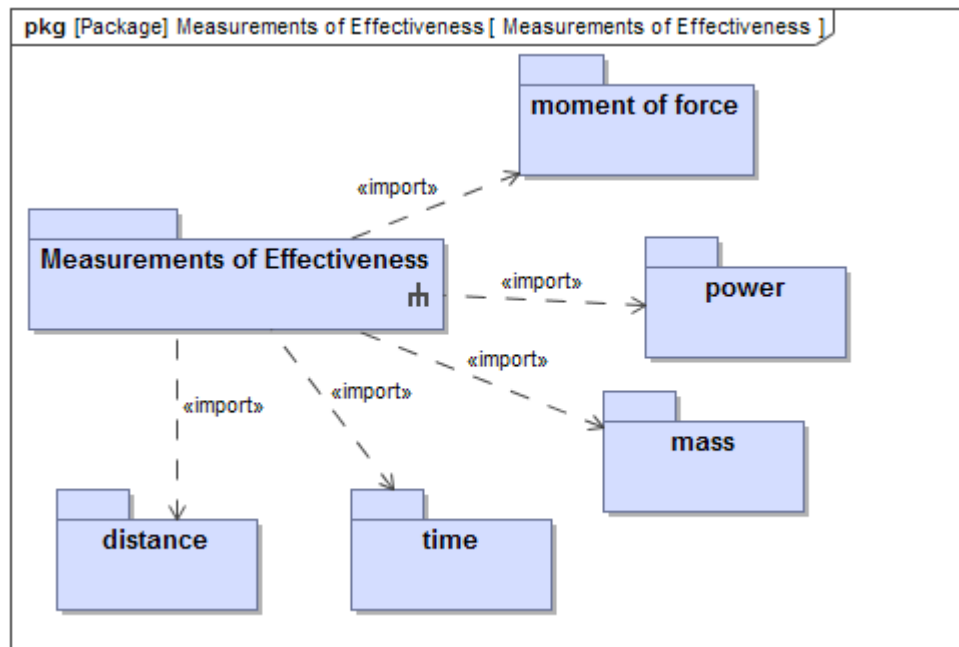 pkg [Package] Measurements of Effectiveness [ Measurements of Effectiveness ]
moment of force
«import»
Measurements of Effectiveness
«import»
power
«import»
«import»
«import»
mass
distance
time